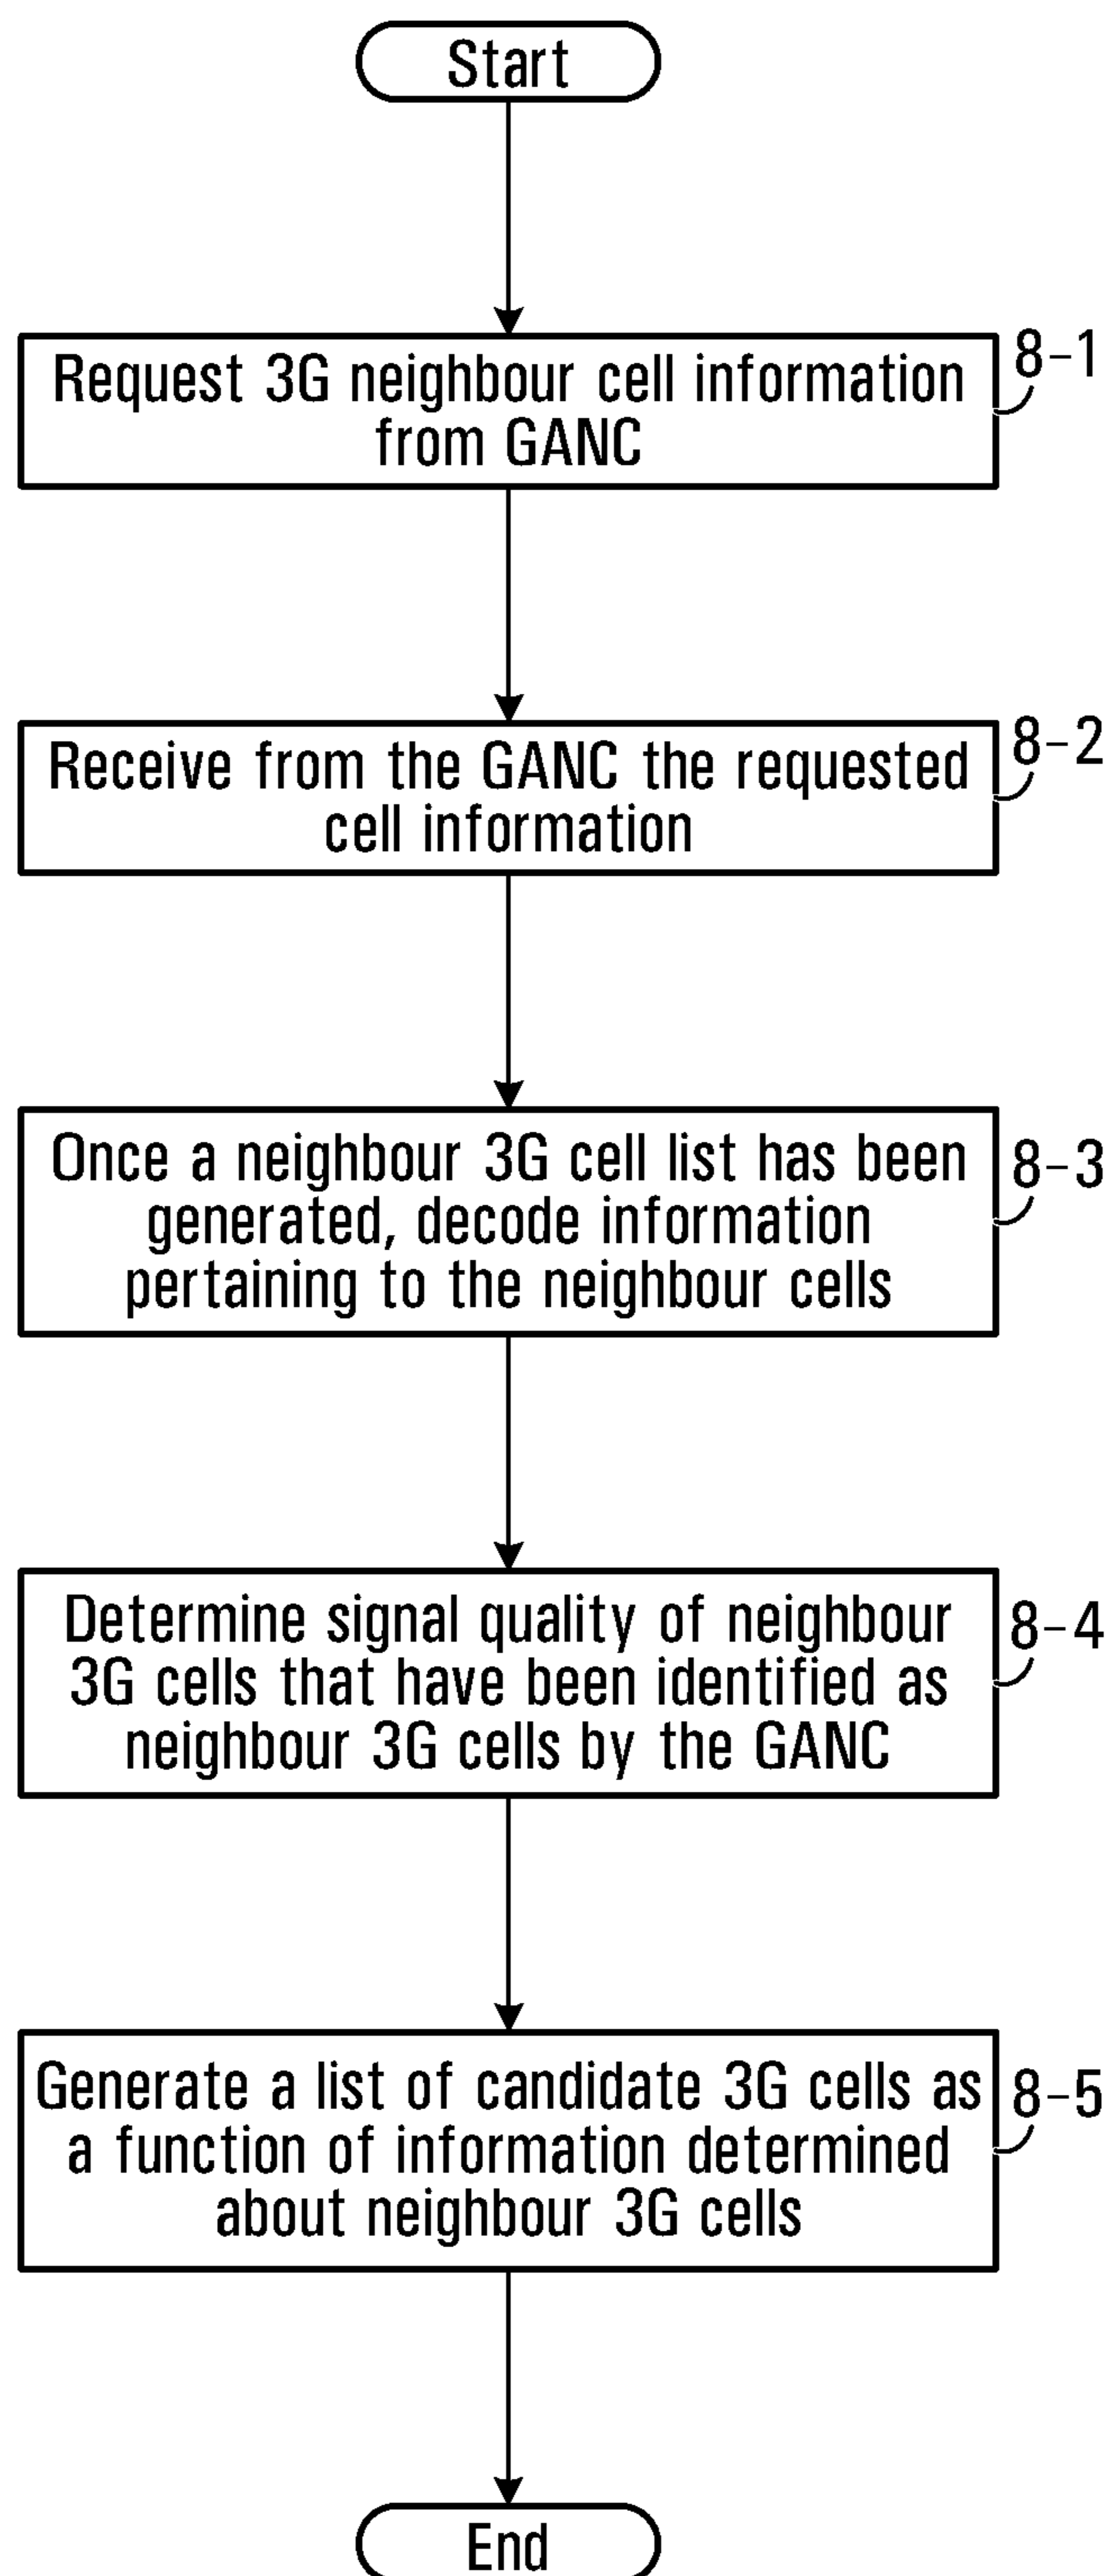 Start
Request 3G neighbour cell information
from GANC
8-1
Receive from the GANC the requested
cell information
8-2
Once a neighbour 3G cell list has been
generated, decode information
pertaining to the neighbour cells
8-3
Determine signal quality of neighbour
3G cells that have been identified as
neighbour 3G cells by the GANC
8-4
Generate a list of candidate 3G cells as
a function of information determined
about neighbour 3G cells
8-5
End